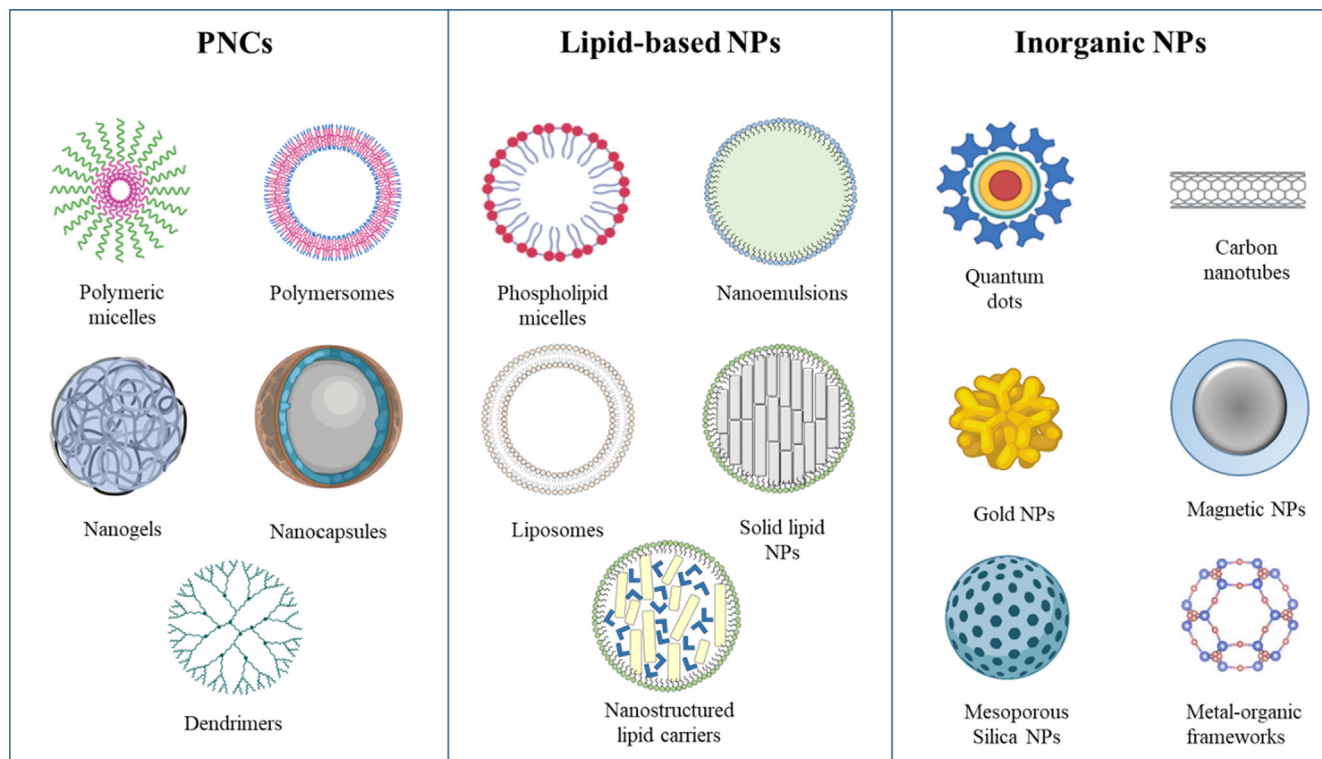 PNCs
Polymeric
micelles
Polymersomes
Nanogels
Nanocapsules
Dendrimers
Lipid-based NPs
Phospholipid
micelles
Nanoemulsions
Liposomes
Solid lipid
NPs
Nanostructured
lipid carriers
Inorganic NPs
Quantum
dots
Carbon
nanotubes
Gold NPs
Magnetic NPs
Mesoporous
Silica NPs
Metal-organic
frameworks